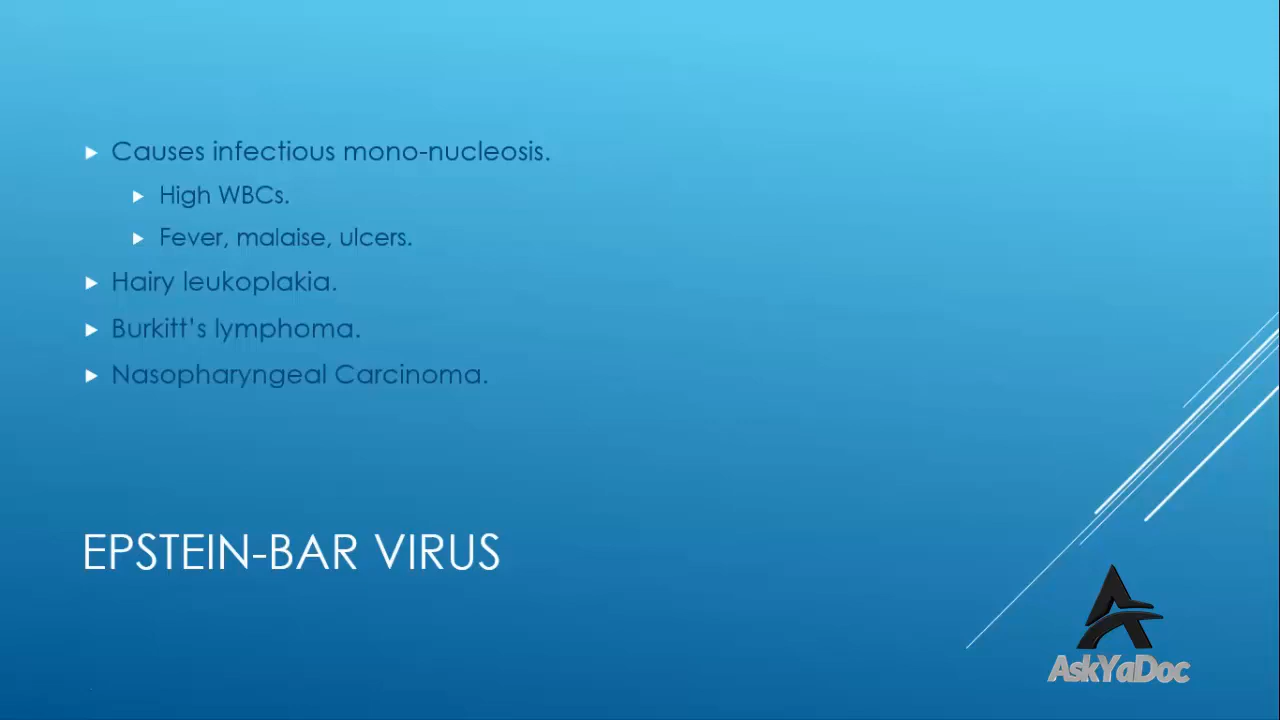 Causes infectious mono-nucleosis.
High WBCs.
Fever, malaise, ulcers.
Hairy leukoplakia.
Burkitt's lymphoma.
Nasopharyngeal Carcinoma.
EPSTEIN-BAR VIRUS
AskYaDoc